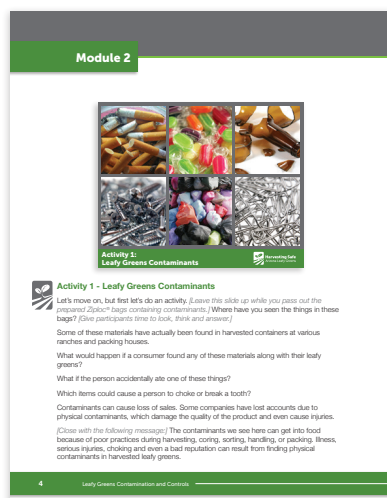 Module 2
Activity 1:
Leafy Greens Contaminants
Harvesting Safe
Activity 1 - Leafy Greens Contaminants
Let's move on, but first let's do an activity. [Leave this slide up while you pass out the
prepared Ziploc® bags containing contaminants.] Where have you seen the things in these
bags? [Give participants time to look, think and answer.]
Some of these materials have actually been found in harvested containers at various
ranches and packing houses.
What would happen if a consumer found any of these materials along with their leafy
greens?
What if the person accidentally ate one of these things?
Which items could cause a person to choke or break a tooth?
Contaminants can cause loss of sales. Some companies have lost accounts due to
physical contaminants, which damage the quality of the product and even cause injuries.
[Close with the following message:] The contaminants we see here can get into food
because of poor practices during harvesting, coring, sorting, handling, or packing. Illness,
serious injuries, choking and even a bad reputation can result from finding physical
contaminants in harvested leafy greens.
4 Leafy Greens Contamination and Controls